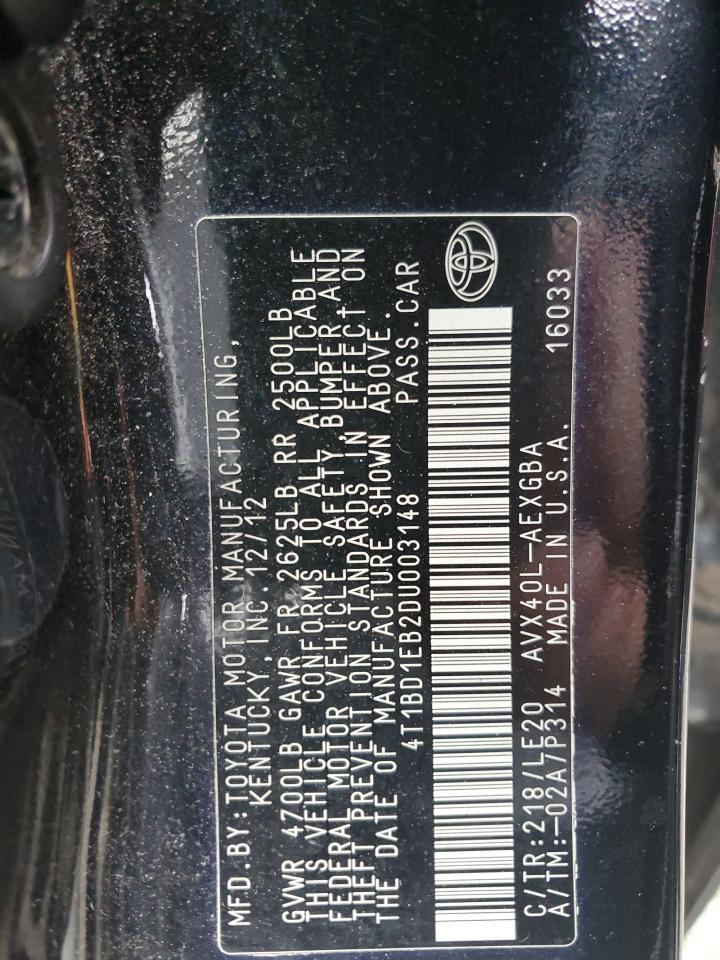 MFD.BY:TOYOTA MOTOR MANUFACTURING,
KENTUCKY, INC.12/12
GVWR 4700LB GAWR FR 2625LB RR 2500LB
THIS VEHICLE CONFORMS TO ALL APPLICABLE
FEDERAL MOTOR VEHICLE SAFETY,BUMPER,AND
THEFT PREVENTION STANDARDS IN EFFECT ON
THE DATE OF MANUFACTURE SHOWN ABOVE.
4T1BD1EB2DU003148 PASS.CAR
C/TR:218/LE20 AVX40L-AEXGBA 16033
A/TM:-02A/P314 MADE IN U.S.A.